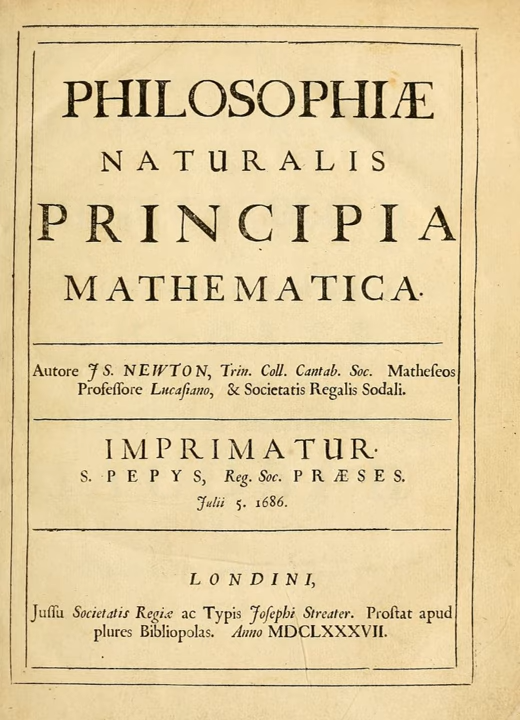 PHILOSOPHIÆ
NATURALIS
PRINCIPIA
MATHEMATICA.
Autore JS. NEWTON, Trin. Coll. Cantab. Soc. Matheseos
Professore Lucasiano, & Societatis Regalis Sodali.
IMPRIMATUR.
S. PEPYS, Reg. Soc. PRÆSES.
Julii 5. 1686.
LONDINI,
Jussu Societatis Regiæ ac Typis Josephi Streater. Prostat apud
plures Bibliopolas. Anno MDCLXXXVII.